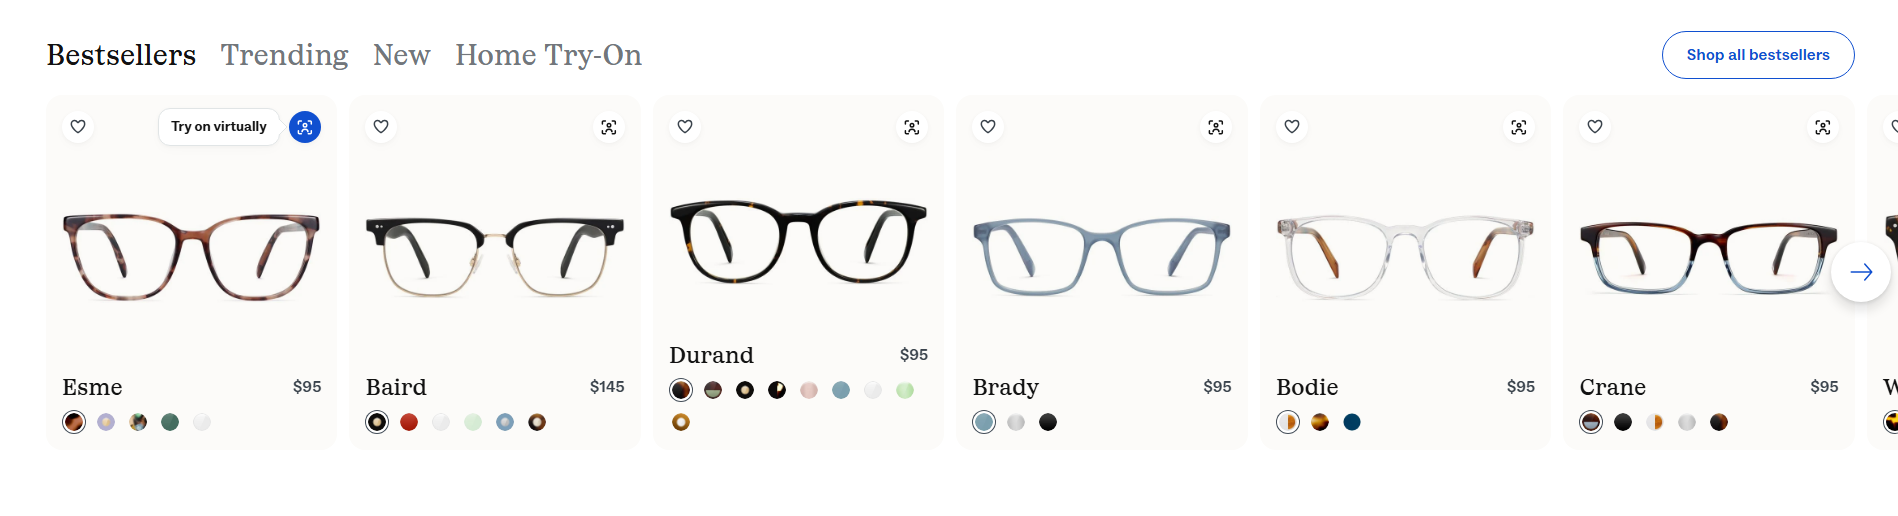 Bestsellers Trending New Home Try-On
Shop all bestsellers
Try on virtually
Esme $95
Baird $145
Durand $95
Brady $95
Bodie $95
Crane $95
W